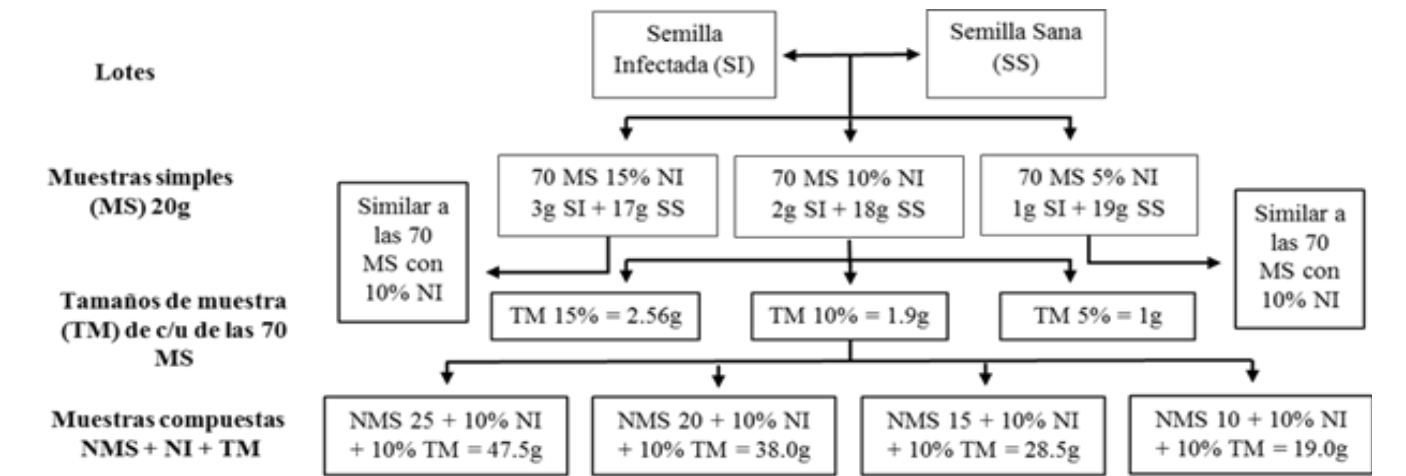 Lotes
Semilla
Infectada (SI)
Semilla Sana
(SS)
Muestras simples
(MS) 20g
70 MS 15% NI
3g SI + 17g SS
70 MS 10% NI
2g SI + 18g SS
70 MS 5% NI
1g SI + 19g SS
Similar a
las 70
MS con
10% NI
Similar a
las 70
MS con
10% NI
Tamaños de muestra
(TM) de c/u de las 70
MS
TM 15% = 2.56g
TM 10% = 1.9g
TM 5% = 1g
Muestras compuestas
NMS + NI + TM
NMS 25 + 10% NI
+ 10% TM = 47.5g
NMS 20 + 10% NI
+ 10% TM = 38.0g
NMS 15 + 10% NI
+ 10% TM = 28.5g
NMS 10 + 10% NI
+ 10% TM = 19.0g